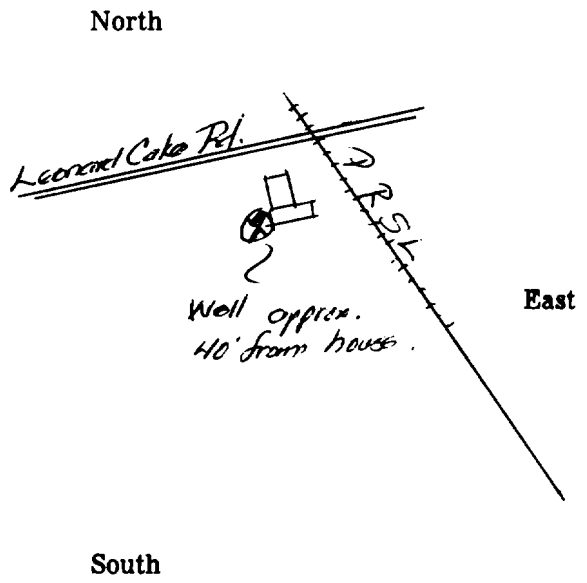 North
Leonard Cake Rd.
P R S L
East
Well approx.
40' from house.
South